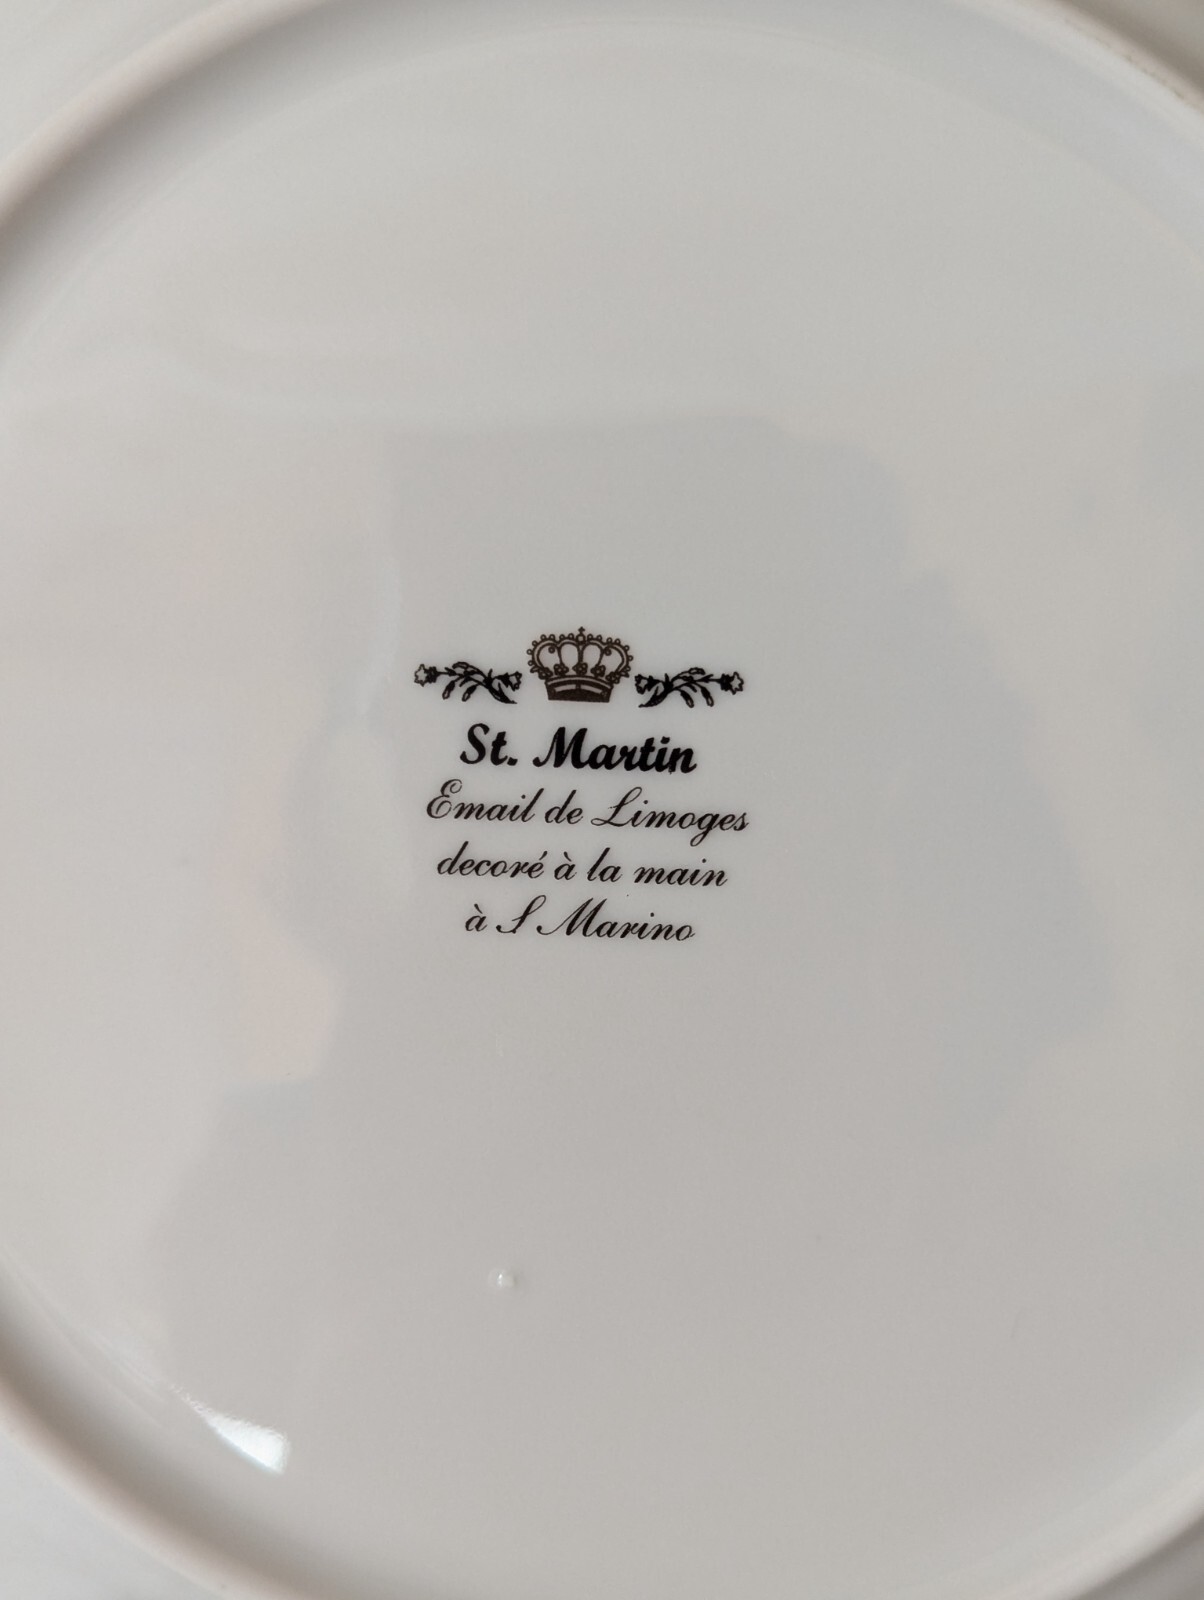 St. Martin
Email de Limoges
decoré à la main
à S Marino